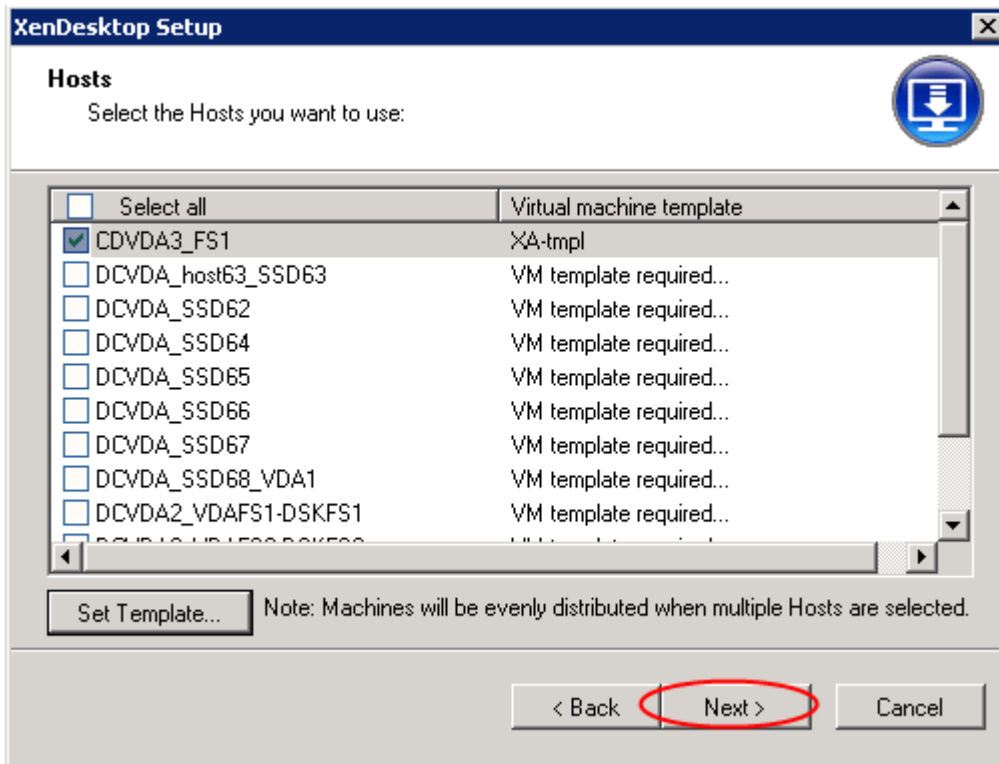 XenDesktop Setup
Hosts
Select the Hosts you want to use:
Select all Virtual machine template
CDVDA3_FS1 XA-tmpl
DCVDA_host63_SSD63 VM template required...
DCVDA_SSD62 VM template required...
DCVDA_SSD64 VM template required...
DCVDA_SSD65 VM template required...
DCVDA_SSD66 VM template required...
DCVDA_SSD67 VM template required...
DCVDA_SSD68_VDA1 VM template required...
DCVDA2_VDAFS1-DSKFS1 VM template required...
Set Template... Note: Machines will be evenly distributed when multiple Hosts are selected.
< Back Next > Cancel